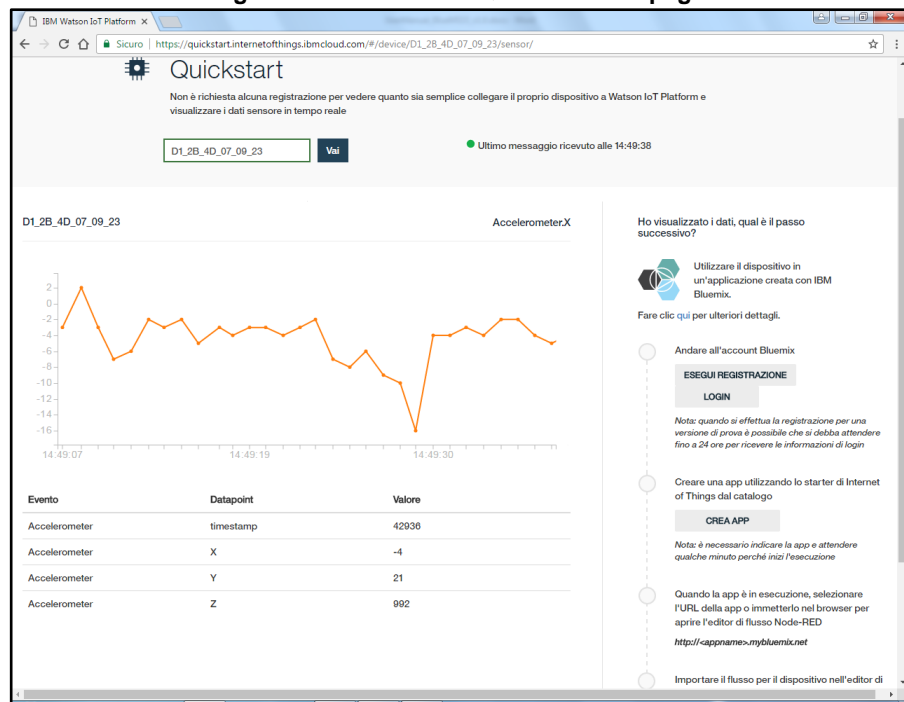 IBM Watson IoT Platform
Sicuro
https://quickstart.internetofthings.ibmcloud.com/#/device/D1_2B_4D_07_09_23/sensor/
Quickstart
Non è richiesta alcuna registrazione per vedere quanto sia semplice collegare il proprio dispositivo a Watson IoT Platform e
visualizzare i dati sensore in tempo reale
D1_2B_4D_07_09_23
Vai
Ultimo messaggio ricevuto alle 14:49:38
D1_2B_4D_07_09_23
Accelerometer.X
2
0
-2
-4
-6
-8
-10
-12
-14
-16
14:49:07
14:49:19
14:49:30
Evento Datapoint Valore
Accelerometer timestamp 42936
Accelerometer X -4
Accelerometer Y 21
Accelerometer Z 992
Ho visualizzato i dati, qual è il passo
successivo?
Utilizzare il dispositivo in
un'applicazione creata con IBM
Bluemix.
Fare clic qui per ulteriori dettagli.
Andare all'account Bluemix
ESEGUI REGISTRAZIONE
LOGIN
Nota: quando si effettua la registrazione per una
versione di prova è possibile che si debba attendere
fino a 24 ore per ricevere le informazioni di login
Creare una app utilizzando lo starter di Internet
of Things dal catalogo
CREA APP
Nota: è necessario indicare la app e attendere
qualche minuto perché inizi l'esecuzione
Quando la app è in esecuzione, selezionare
l'URL della app o immetterlo nel browser per
aprire l'editor di flusso Node-RED
http://<appname>.mybluemix.net
Importare il flusso per il dispositivo nell'editor di